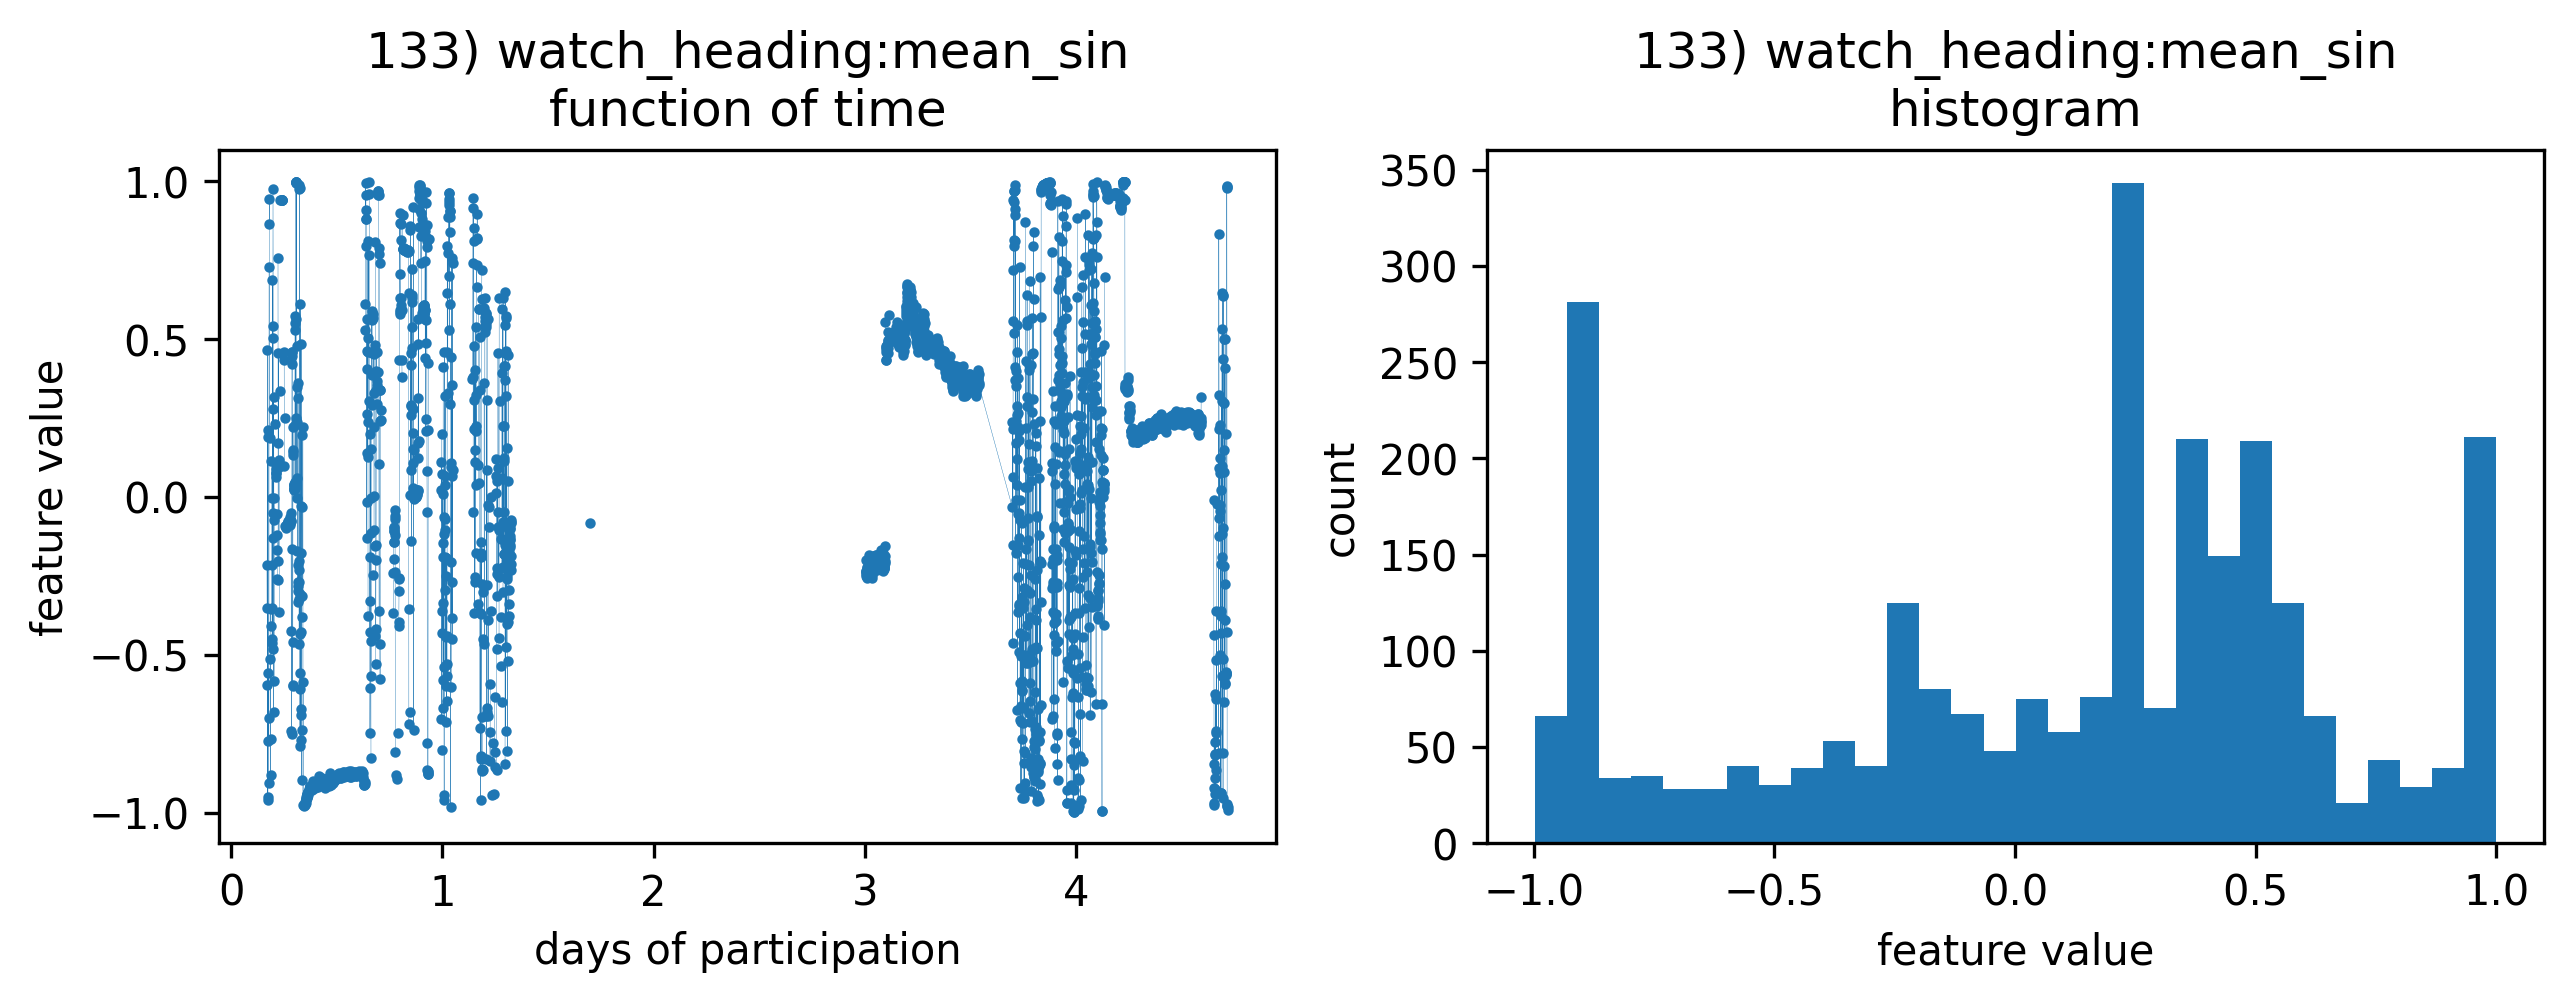 133) watch_heading:mean_sin
function of time
1.0
0.5
0.0
−0.5
−1.0
feature value
0 1 2 3 4
days of participation
133) watch_heading:mean_sin
histogram
350
300
250
200
150
100
50
0
count
−1.0 −0.5 0.0 0.5 1.0
feature value